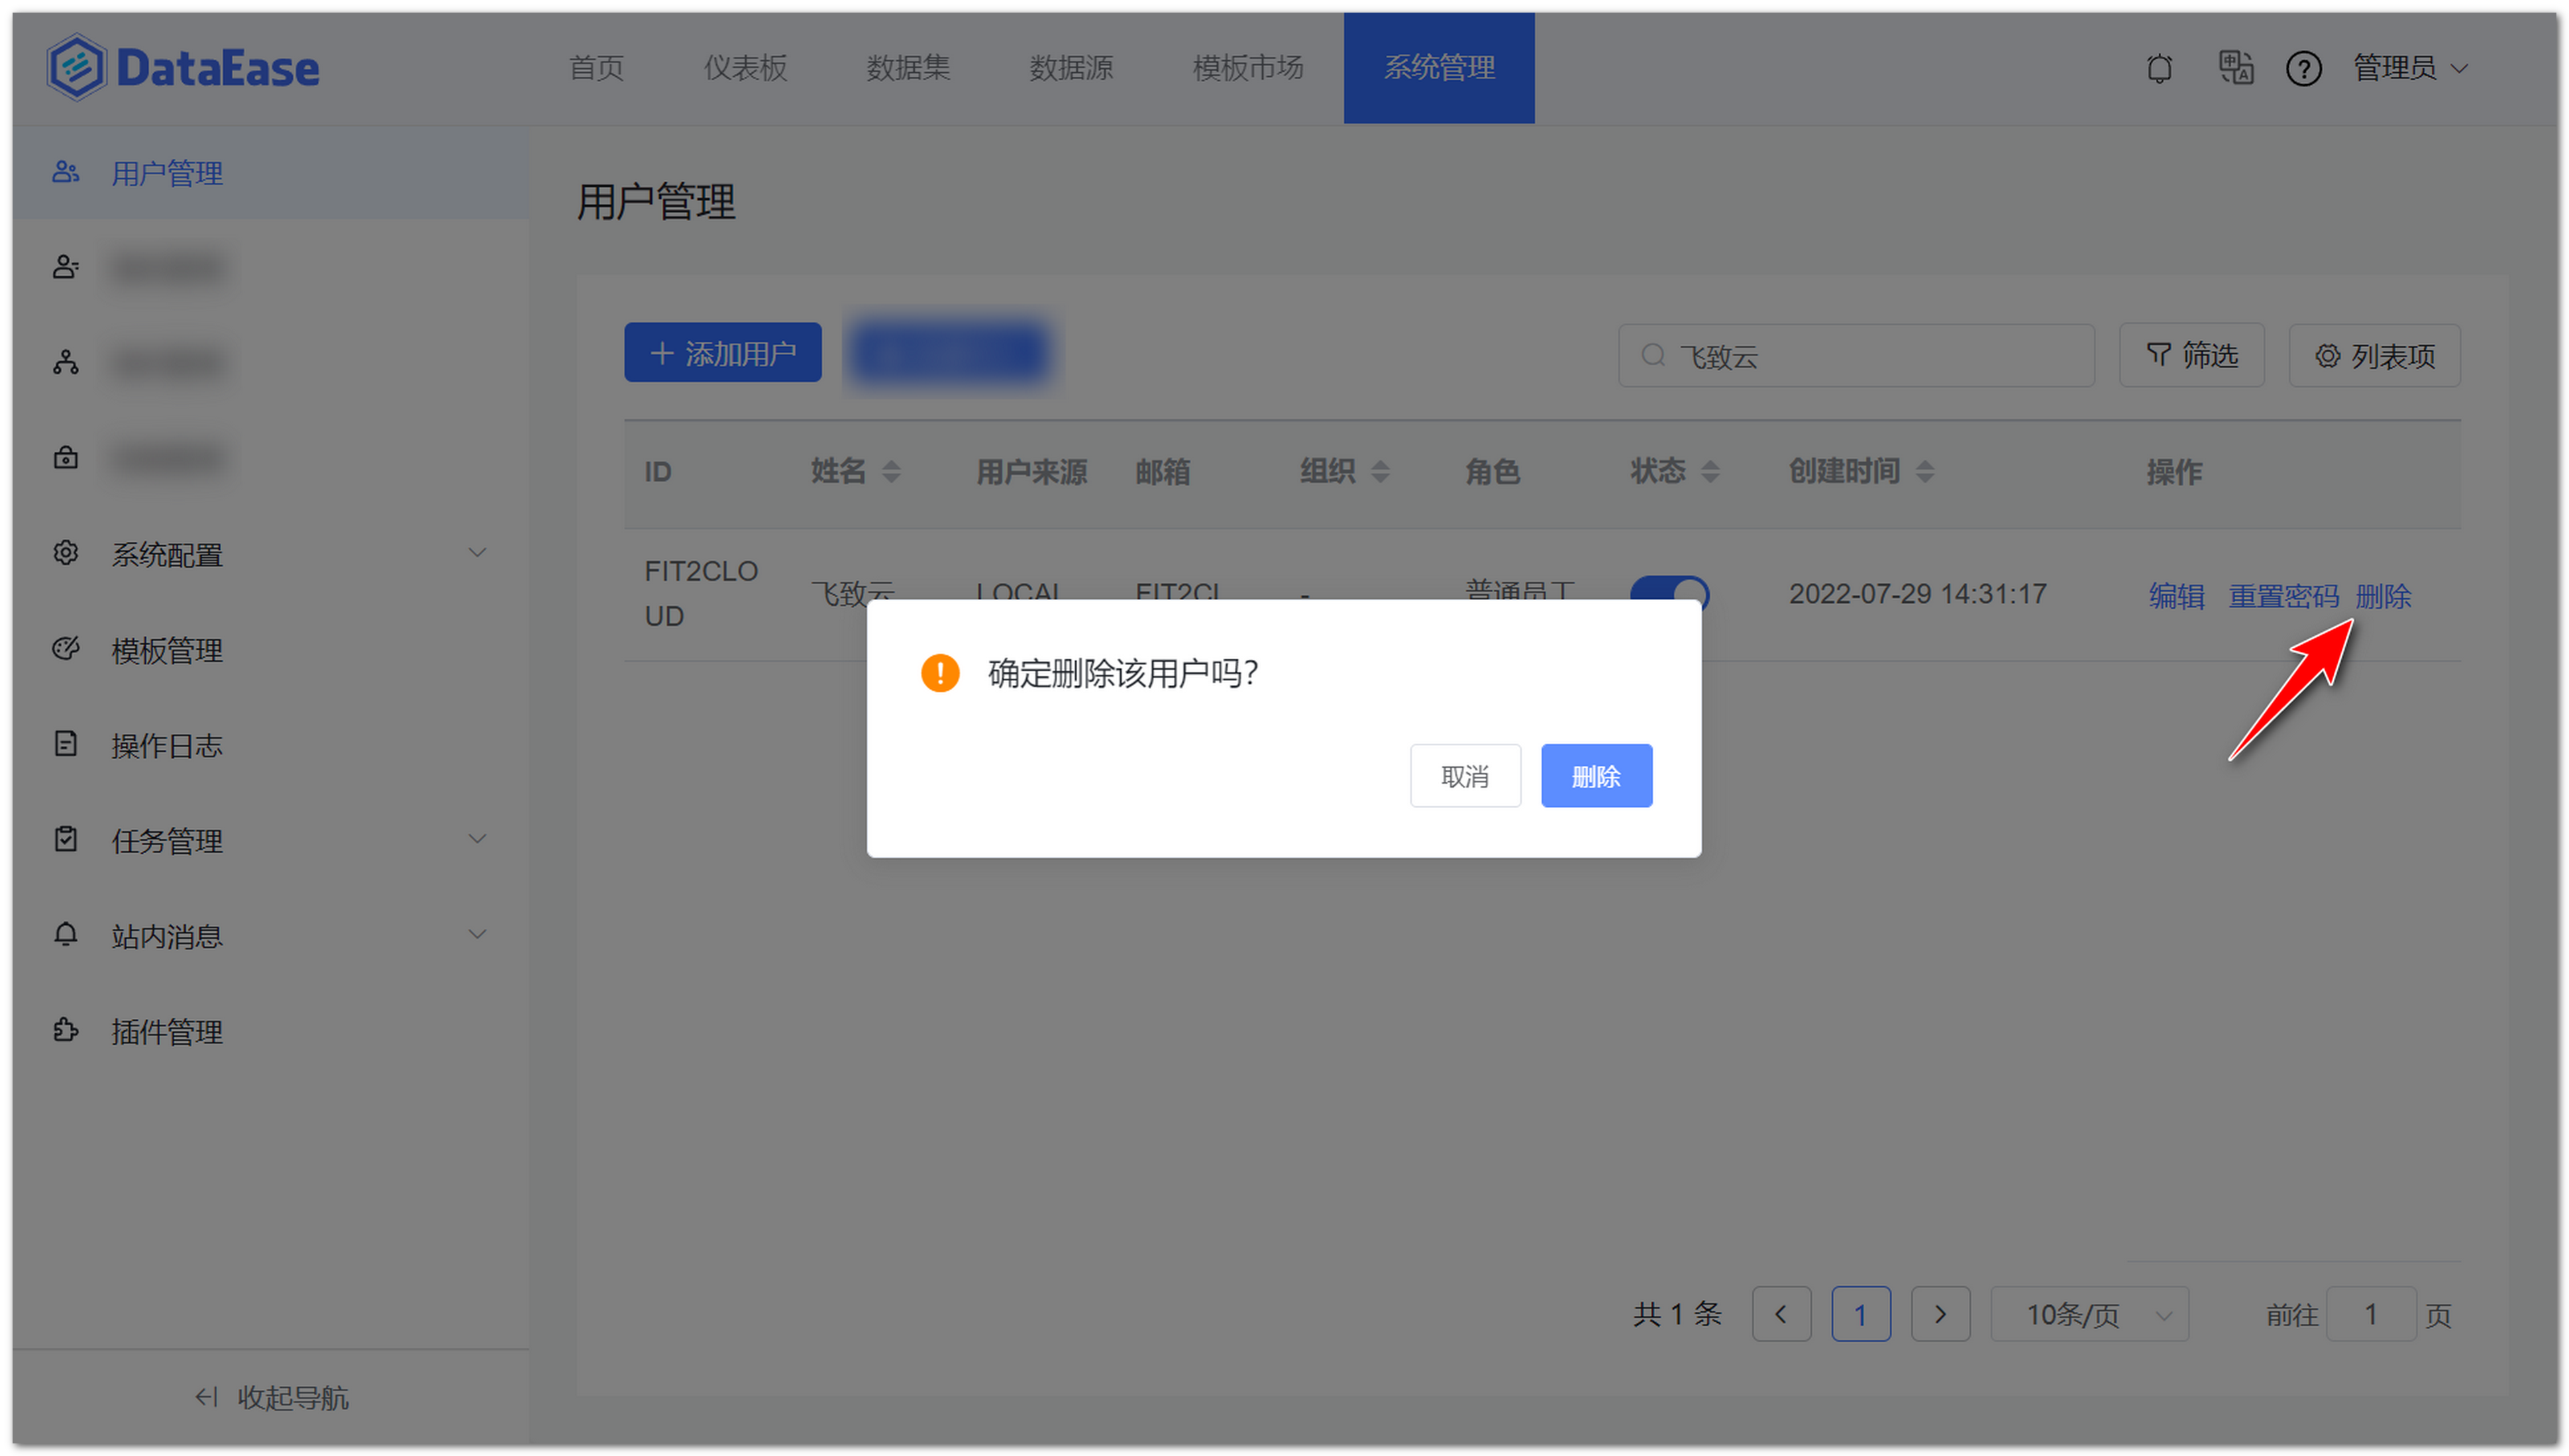 DataEase
首页
仪表板
数据集
数据源
模板市场
系统管理
管理员
用户管理
系统配置
模板管理
操作日志
任务管理
站内消息
插件管理
收起导航
用户管理
添加用户
飞致云
筛选
列表项
ID 姓名 用户来源 邮箱 组织 角色 状态 创建时间 操作
FIT2CLO
UD
飞致云 LOCAL FIT2CL - 普通员工 2022-07-29 14:31:17 编辑 重置密码 删除
确定删除该用户吗?
取消
删除
共 1 条
1
10条/页
前往 1 页